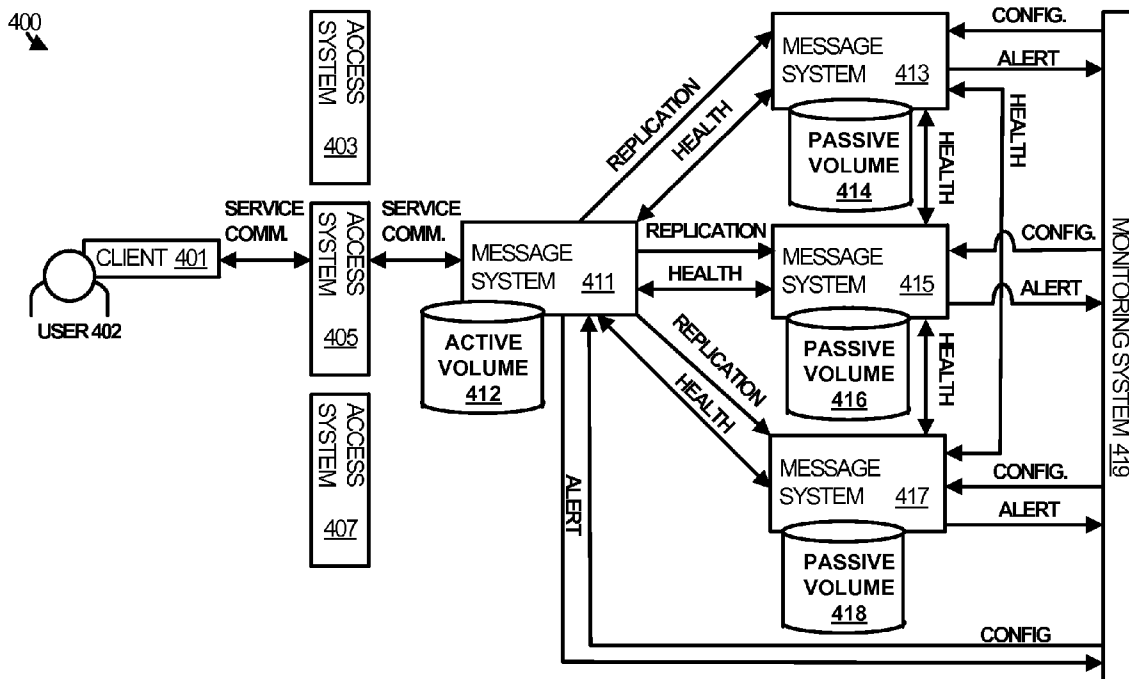 400
ACCESS
SYSTEM
403
SERVICE
COMM.
CLIENT 401
USER 402
ACCESS
SYSTEM
405
SERVICE
COMM.
ACCESS
SYSTEM
407
MESSAGE
SYSTEM
411
ACTIVE
VOLUME
412
REPLICATION
HEALTH
REPLICATION
HEALTH
REPLICATION
HEALTH
ALERT
MESSAGE
SYSTEM 413
PASSIVE
VOLUME
414
HEALTH
HEALTH
CONFIG.
ALERT
MESSAGE
SYSTEM
415
PASSIVE
VOLUME
416
HEALTH
CONFIG.
ALERT
MESSAGE
SYSTEM 417
PASSIVE
VOLUME
418
CONFIG.
ALERT
CONFIG
MONITORING SYSTEM 419